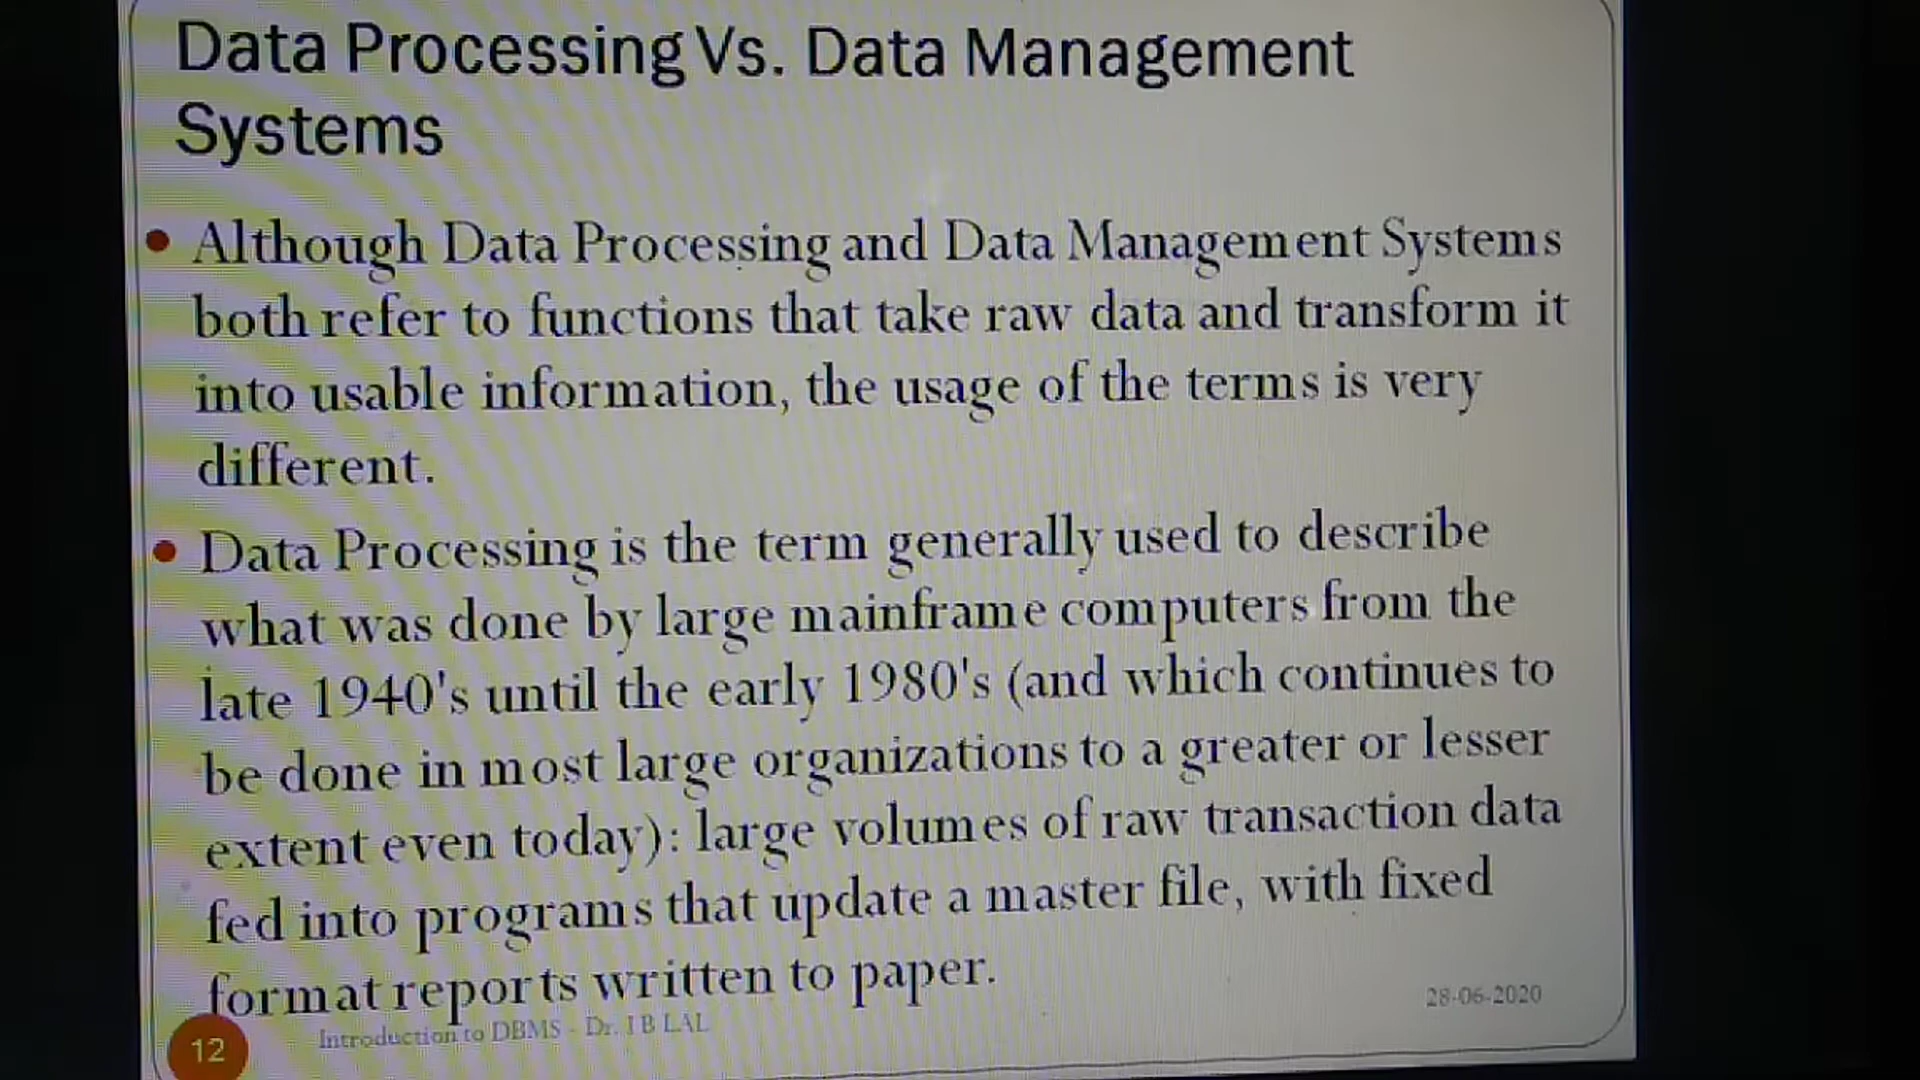 Data Processing Vs. Data Management
Systems
• Although Data Processing and Data Management Systems
both refer to functions that take raw data and transform it
into usable information, the usage of the terms is very
different.
• Data Processing is the term generally used to describe
what was done by large mainframe computers from the
late 1940's until the early 1980's (and which continues to
be done in most large organizations to a greater or lesser
extent even today): large volumes of raw transaction data
fed into programs that update a master file, with fixed
format reports written to paper.
28-06-2020
Introduction to DBMS - Dr. I B LAL
12